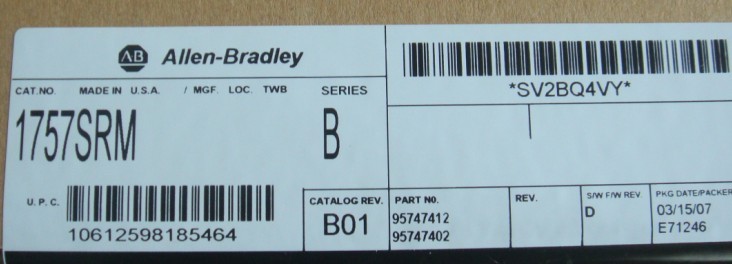 AB Allen-Bradley
*SV2BQ4VY*
CAT.NO. MADE IN U.S.A. / MGF. LOC. TWB SERIES
1757SRM B
U.P.C.
10612598185464
CATALOG REV.
B01
PART NO.
95747412
95747402
REV.
S/W F/W REV
D
PKG DATE/PACKER
03/15/07
E71246